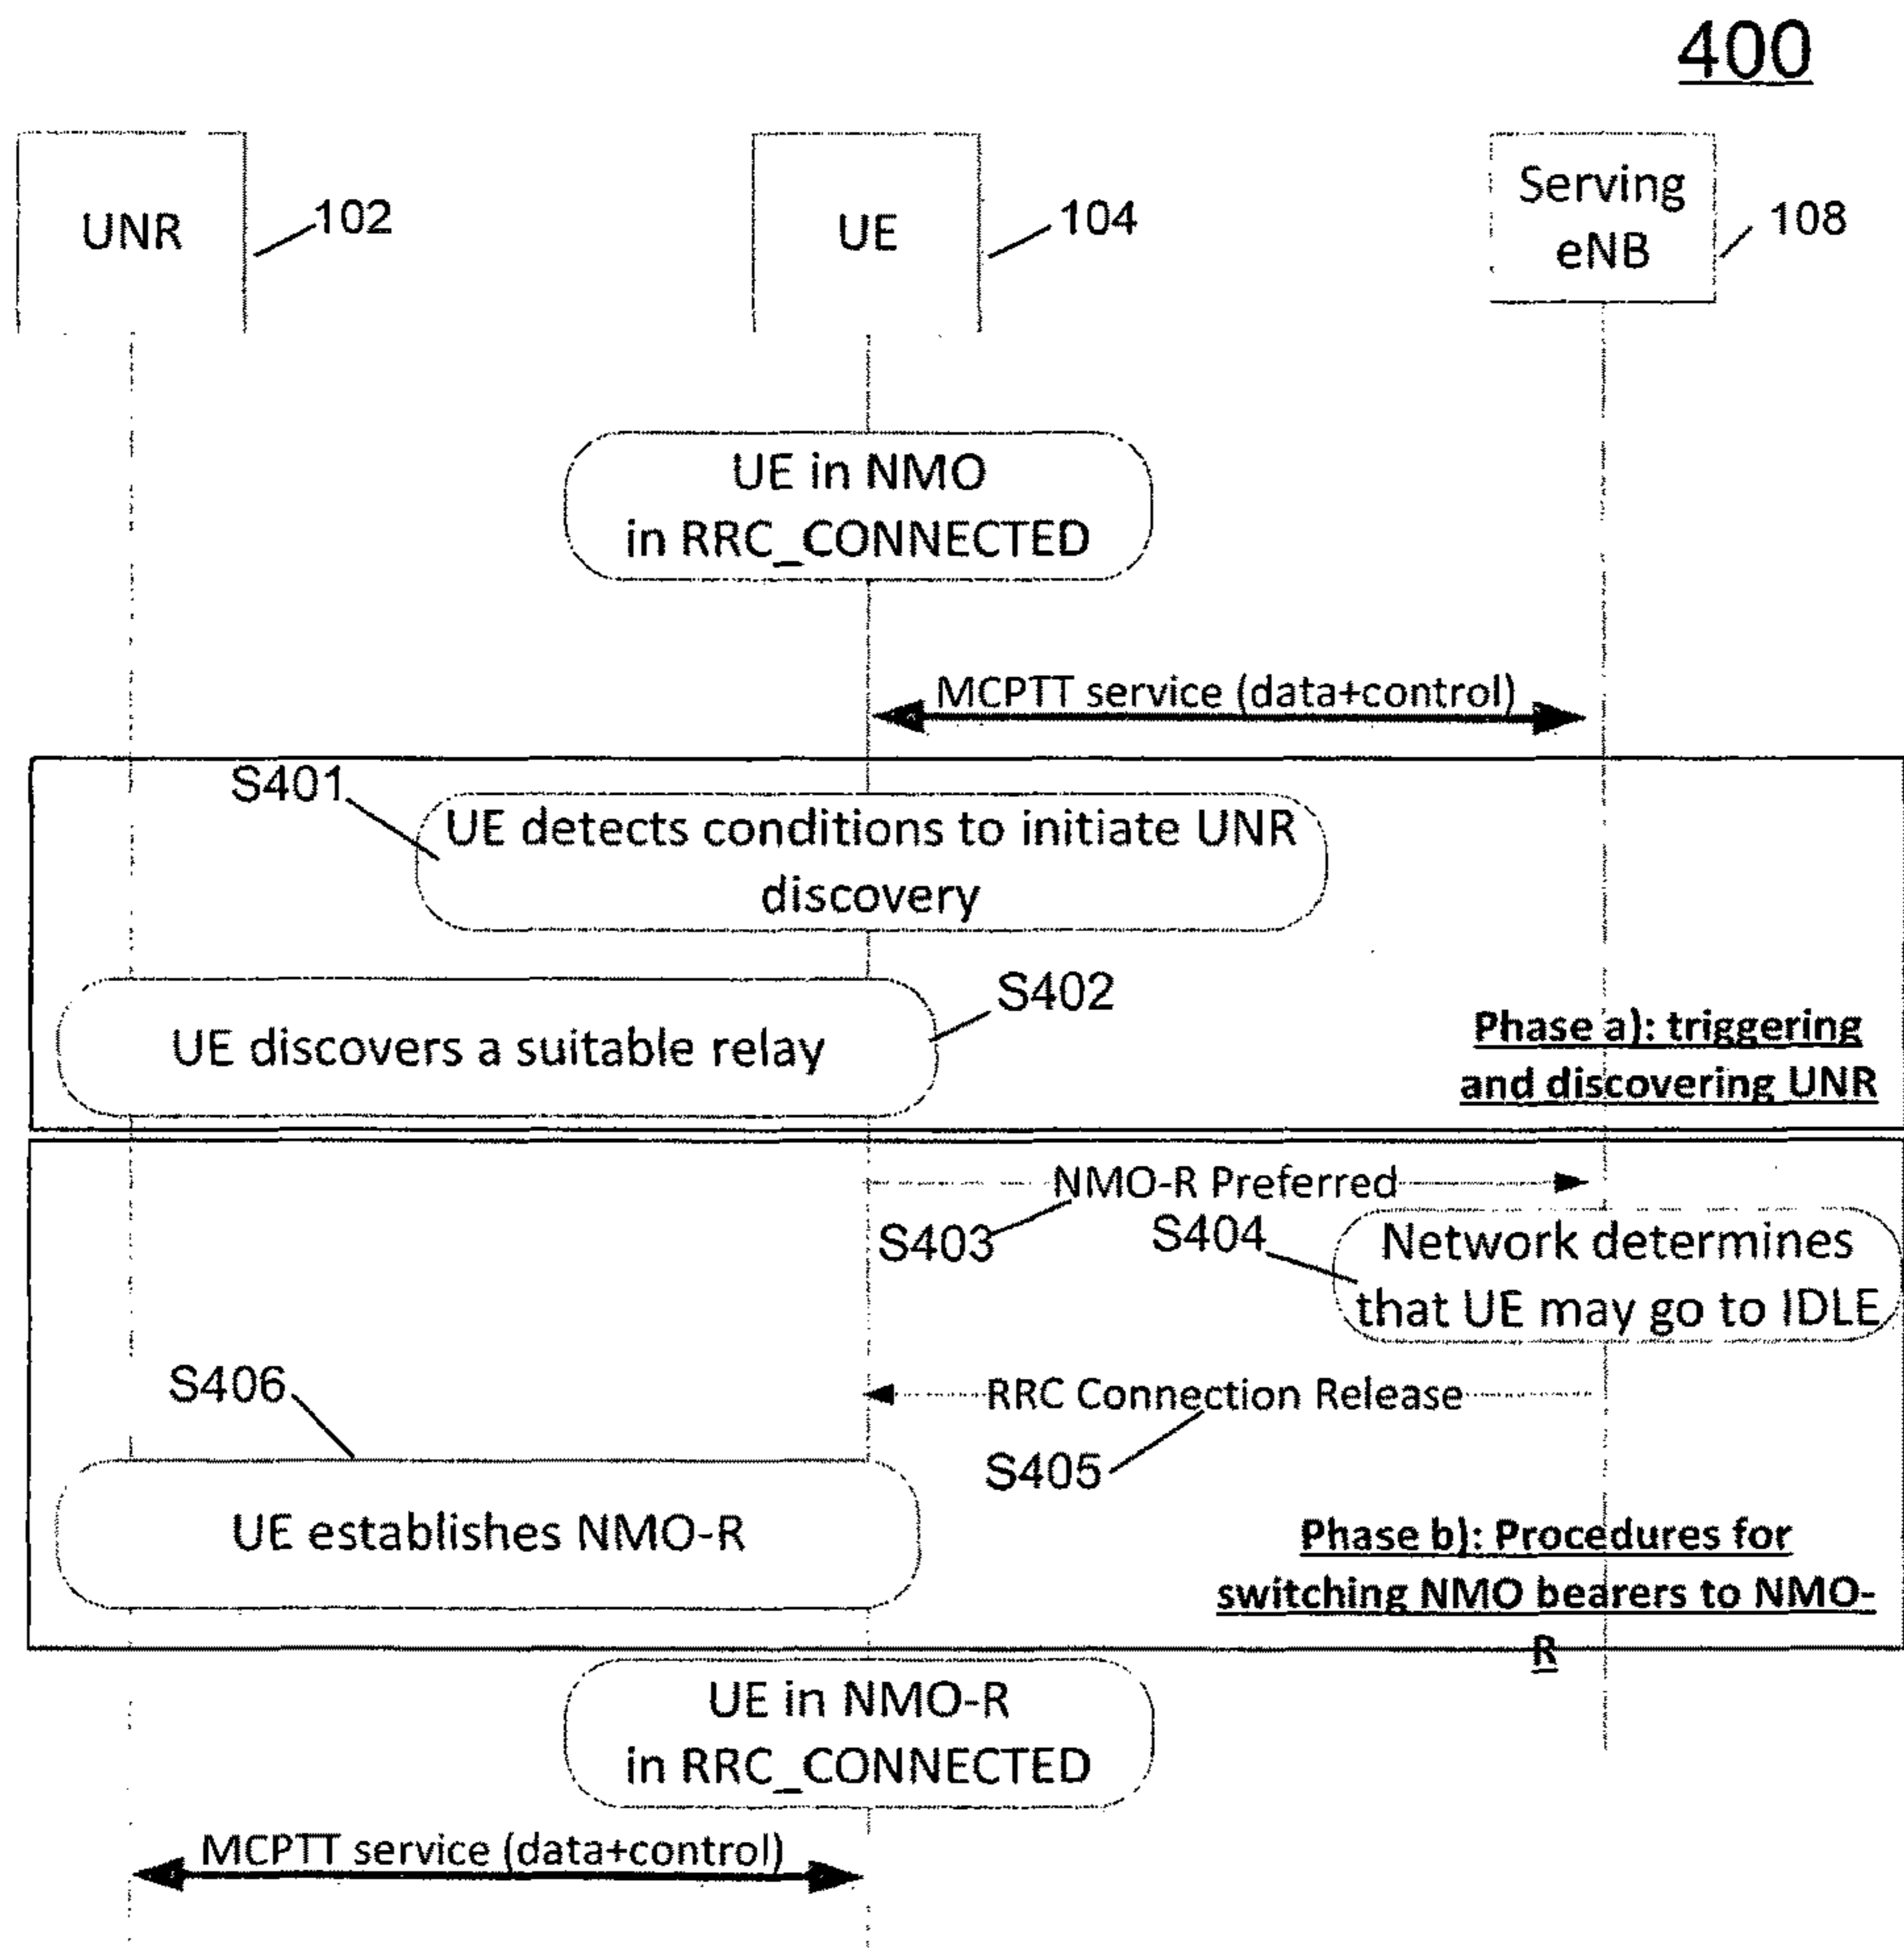 400
UNR
102
UE
104
Serving
eNB
108
UE in NMO
in RRC_CONNECTED
MCPTT service (data+control)
S401
UE detects conditions to initiate UNR
discovery
S402
UE discovers a suitable relay
Phase a): triggering
and discovering UNR
NMO-R Preferred
S403
S404
Network determines
that UE may go to IDLE
RRC Connection Release
S405
S406
UE establishes NMO-R
Phase b): Procedures for
switching NMO bearers to NMO-
R
UE in NMO-R
in RRC_CONNECTED
MCPTT service (data+control)